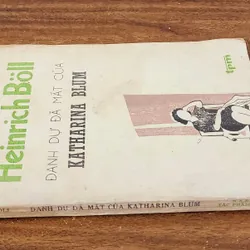 Heinrich Böll
DANH DỰ ĐÃ MẤT CỦA
KATHARINA BLUM
DANH DỰ ĐÃ MẤT CỦA KATHARINA BLUM